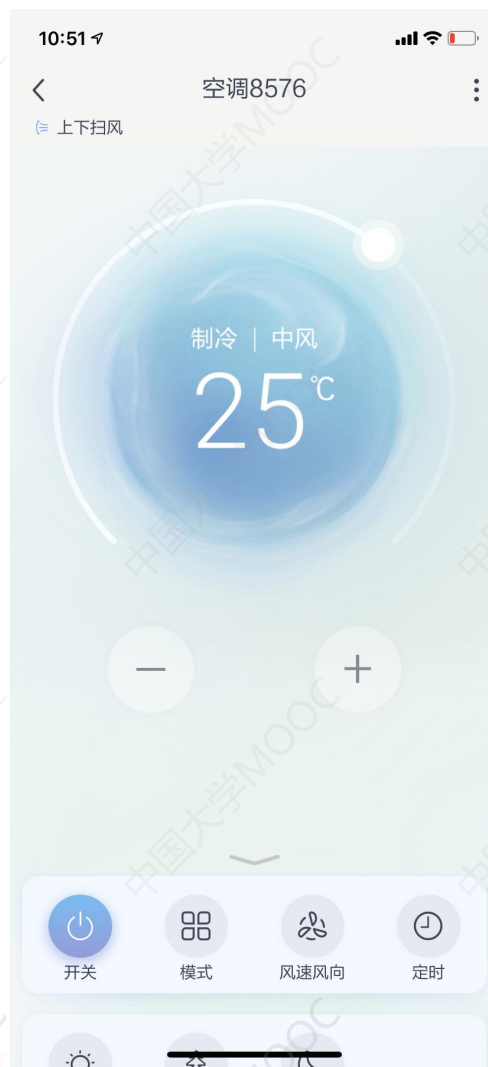 10:51
空调8576
上下扫风
制冷 | 中风
25℃
开关
模式
风速风向
定时
中国大学MOOC